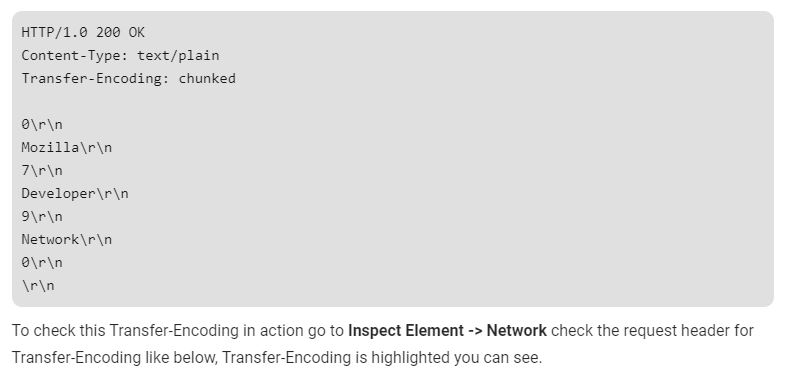 HTTP/1.0 200 OK
Content-Type: text/plain
Transfer-Encoding: chunked

0\r\n
Mozilla\r\n
7\r\n
Developer\r\n
9\r\n
Network\r\n
0\r\n
\r\n
To check this Transfer-Encoding in action go to Inspect Element -> Network check the request header for
Transfer-Encoding like below, Transfer-Encoding is highlighted you can see.